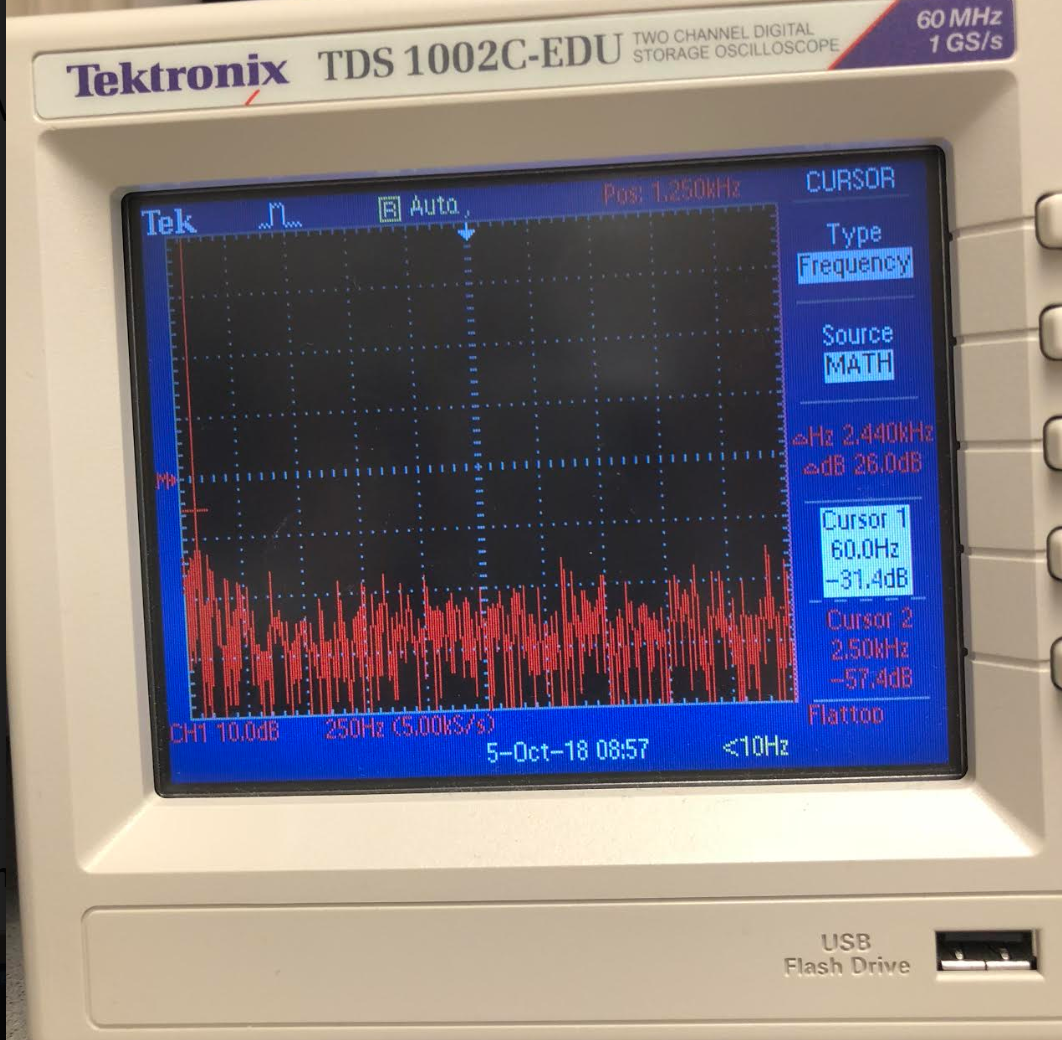 Tektronix TDS 1002C-EDU TWO CHANNEL DIGITAL
STORAGE OSCILLOSCOPE
60 MHz
1 GS/s
Tek R Auto Pos: 1.250kHz
CURSOR
Type
Frequency
Source
MATH
△Hz 2.440kHz
△dB 26.0dB
Cursor 1
60.0Hz
-31.4dB
Cursor 2
2.50kHz
-57.4dB
Flattop
M
CH1 10.0dB 250Hz (5.00kS/s)
5-Oct-18 08:57 <10Hz
USB
Flash Drive